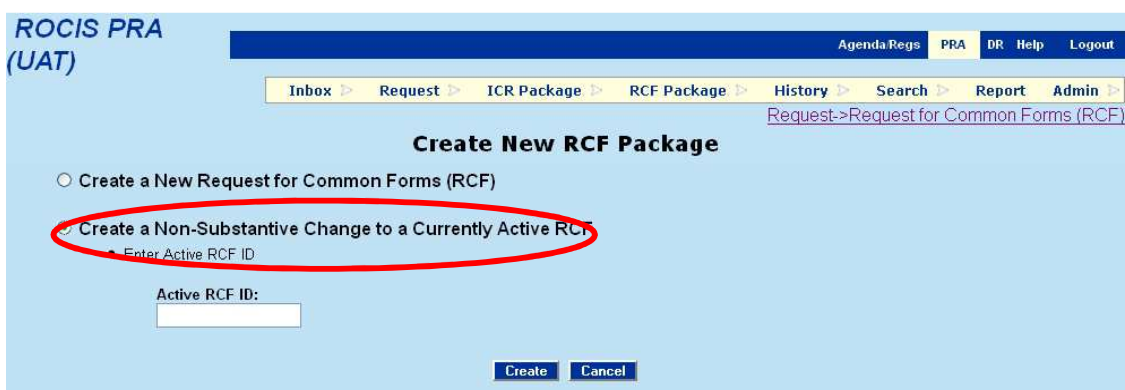 ROCIS PRA
(UAT)
Agenda/Regs PRA DR Help Logout
Inbox Request ICR Package RCF Package History Search Report Admin
Request->Request for Common Forms (RCF)
Create New RCF Package
Create a New Request for Common Forms (RCF)
Create a Non-Substantive Change to a Currently Active RCF
Enter Active RCF ID
Active RCF ID:
Create Cancel